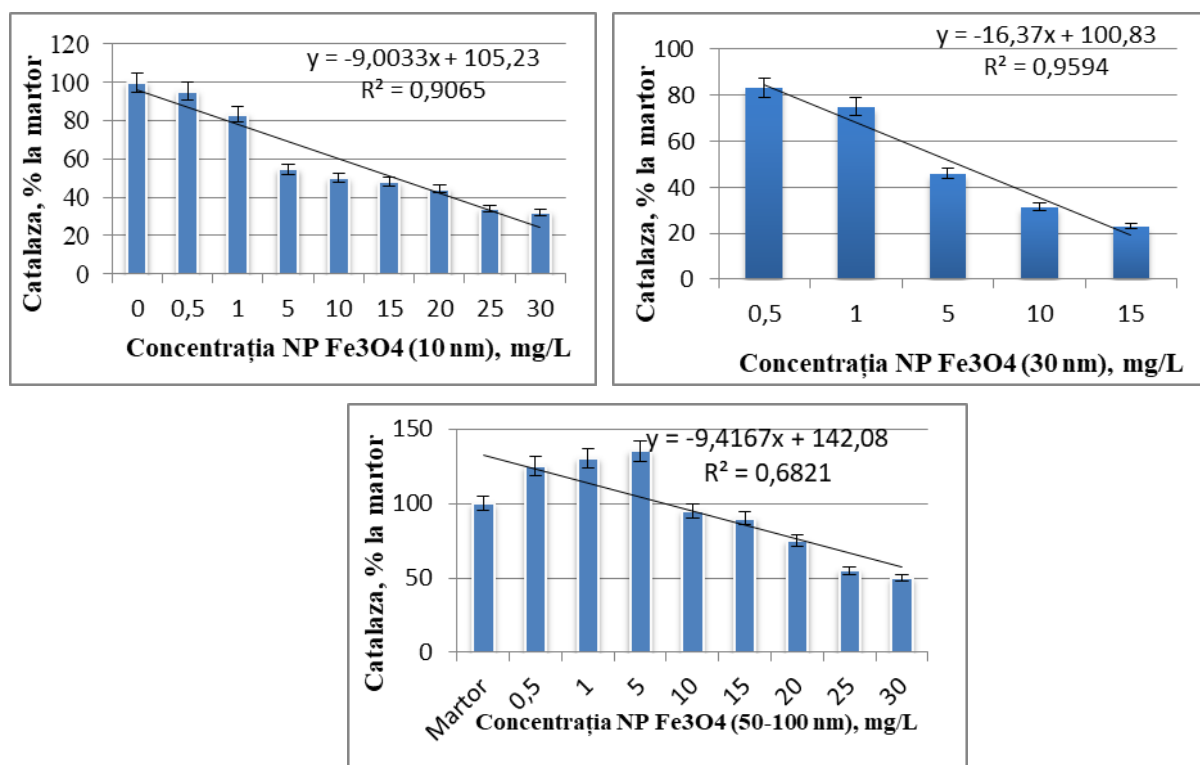 y = -9,0033x + 105,23
R² = 0,9065
Catalaza, % la martor
120
100
80
60
40
20
0
0 0,5 1 5 10 15 20 25 30
Concentrația NP Fe3O4 (10 nm), mg/L
y = -16,37x + 100,83
R² = 0,9594
Catalaza, % la martor
100
80
60
40
20
0
0,5 1 5 10 15
Concentrația NP Fe3O4 (30 nm), mg/L
y = -9,4167x + 142,08
R² = 0,6821
Catalaza, % la martor
150
100
50
0
Martor 0,5 1 5 10 15 20 25 30
Concentrația NP Fe3O4 (50-100 nm), mg/L